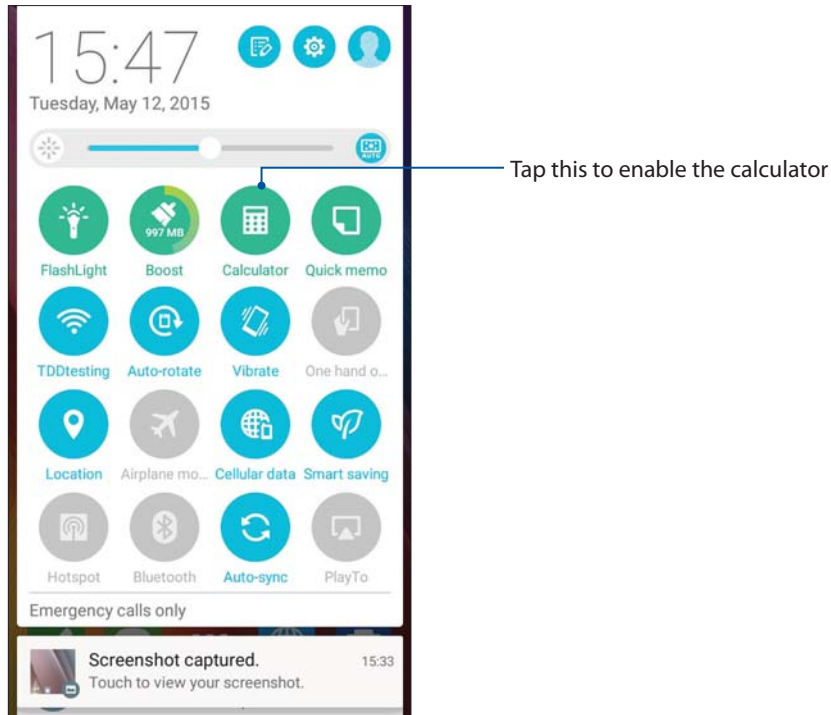 15:47
Tuesday, May 12, 2015
AUTO
Tap this to enable the calculator
997 MB
FlashLight Boost Calculator Quick memo
TDDtesting Auto-rotate Vibrate One hand o...
Location Airplane mo... Cellular data Smart saving
Hotspot Bluetooth Auto-sync PlayTo
Emergency calls only
Screenshot captured. 15:33
Touch to view your screenshot.